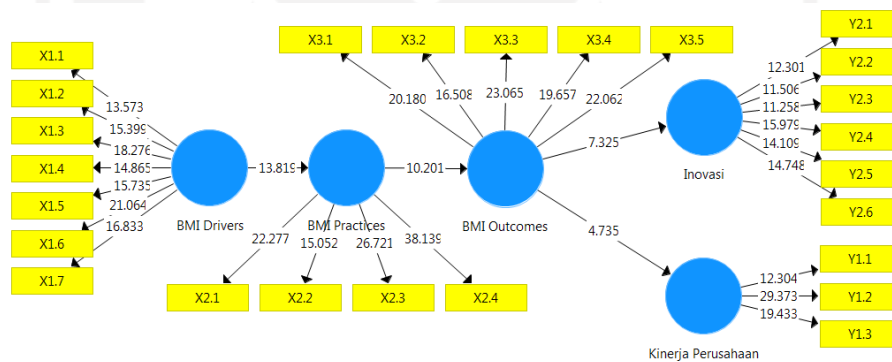 X1.1
X1.2
X1.3
X1.4
X1.5
X1.6
X1.7
13.573
15.399
18.276
14.865
15.735
21.064
16.833
BMI Drivers
13.819
BMI Practices
22.277
15.052
26.721
38.139
X2.1
X2.2
X2.3
X2.4
10.201
X3.1
X3.2
X3.3
X3.4
X3.5
20.180
16.508
23.065
19.657
22.062
BMI Outcomes
7.325
4.735
Inovasi
12.301
11.506
11.258
15.979
14.109
14.748
Y2.1
Y2.2
Y2.3
Y2.4
Y2.5
Y2.6
Kinerja Perusahaan
12.304
29.373
19.433
Y1.1
Y1.2
Y1.3